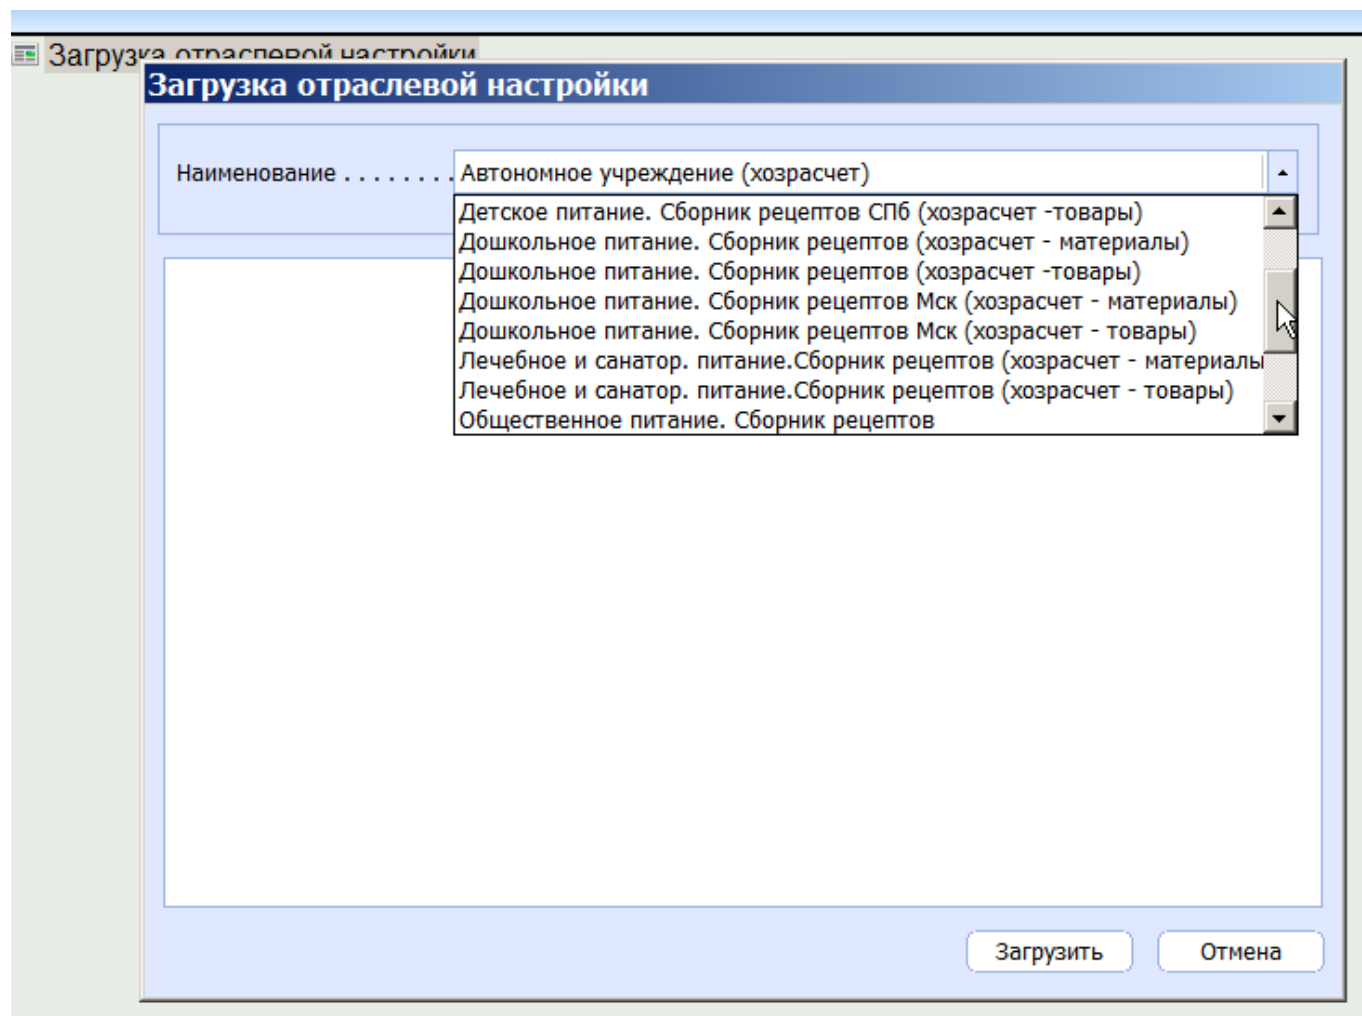 Загрузка отраслевой настройки
Загрузка отраслевой настройки
Наименование . . . . . . . . Автономное учреждение (хозрасчет)
Детское питание. Сборник рецептов СПб (хозрасчет -товары)
Дошкольное питание. Сборник рецептов (хозрасчет - материалы)
Дошкольное питание. Сборник рецептов (хозрасчет -товары)
Дошкольное питание. Сборник рецептов Мск (хозрасчет - материалы)
Дошкольное питание. Сборник рецептов Мск (хозрасчет - товары)
Лечебное и санатор. питание.Сборник рецептов (хозрасчет - материалы
Лечебное и санатор. питание.Сборник рецептов (хозрасчет - товары)
Общественное питание. Сборник рецептов
Загрузить Отмена